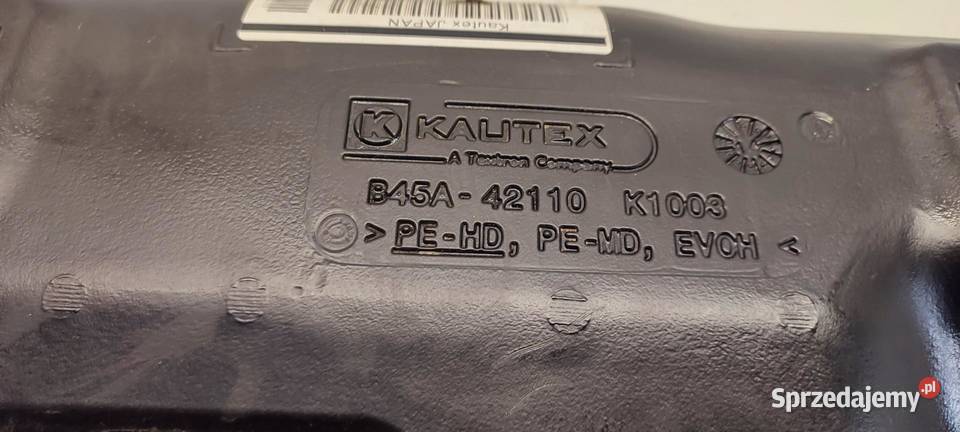 Kautex JAPAN
K KAUTEX
A Textron Company
B45A-42110 K1003
> PE-HD, PE-MD, EVOH <
Sprzedajemy.pl